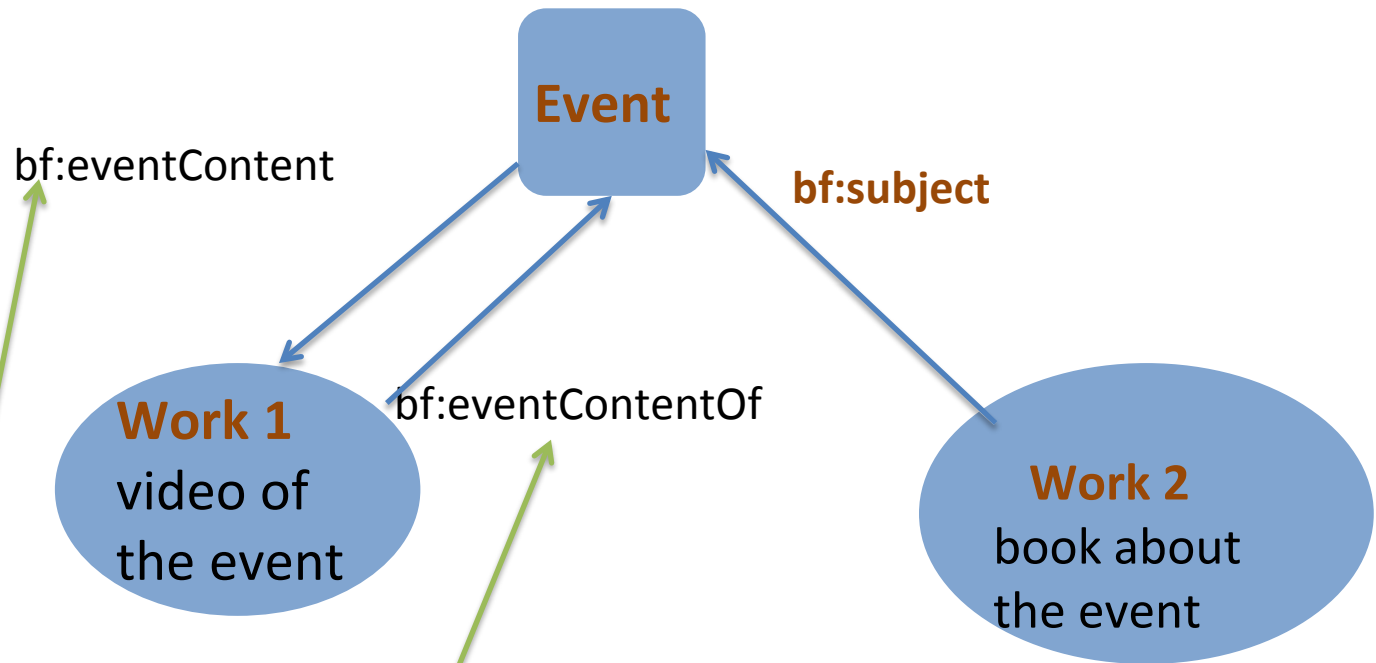 Event
bf:eventContent
bf:subject
bf:eventContentOf
Work 1
video of
the event
Work 2
book about
the event